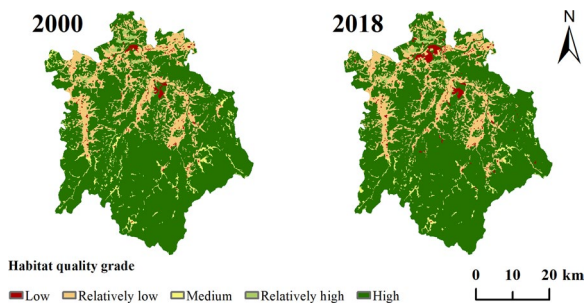 2000
2018
N
Habitat quality grade
Low Relatively low Medium Relatively high High
0 10 20 km